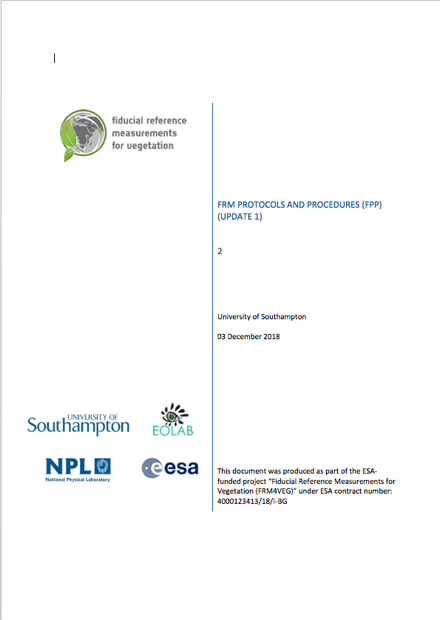 fiducial reference
measurements
for vegetation
FRM PROTOCOLS AND PROCEDURES (FPP)
(UPDATE 1)
2
University of Southampton
03 December 2018
UNIVERSITY OF
Southampton
EOLAB
NPL
National Physical Laboratory
esa
This document was produced as part of the ESA-
funded project "Fiducial Reference Measurements for
Vegetation (FRM4VEG)" under ESA contract number:
4000123413/18/I-BG